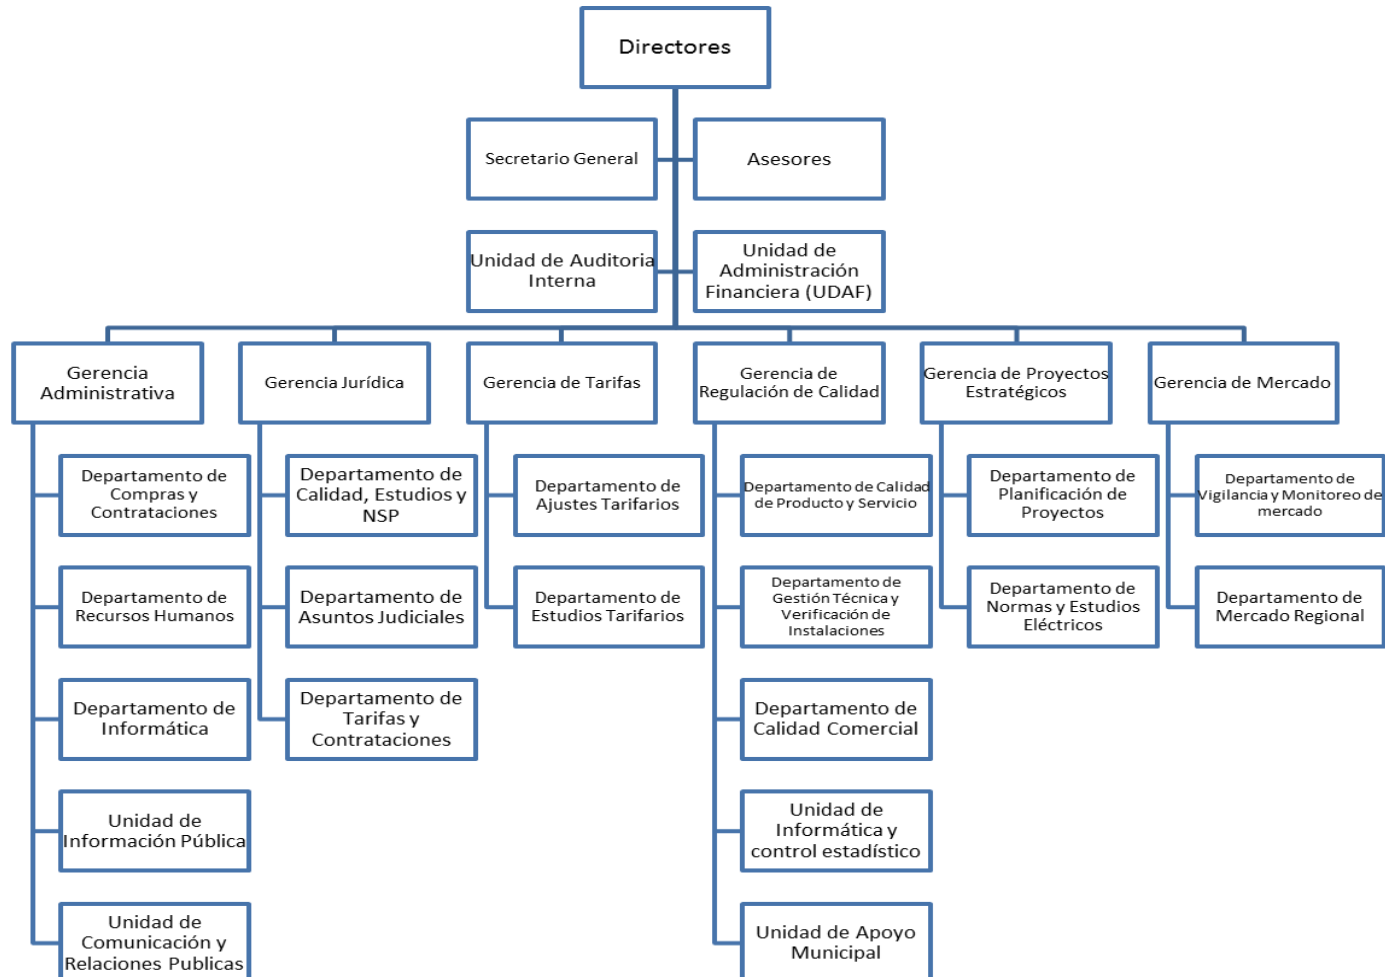 Directores
Secretario General
Asesores
Unidad de Auditoria
Interna
Unidad de
Administración
Financiera (UDAF)
Gerencia
Administrativa
Gerencia Jurídica
Gerencia de Tarifas
Gerencia de
Regulación de Calidad
Gerencia de Proyectos
Estratégicos
Gerencia de Mercado
Departamento de
Compras y
Contrataciones
Departamento de
Recursos Humanos
Departamento de
Informática
Unidad de
Información Pública
Unidad de
Comunicación y
Relaciones Publicas
Departamento de
Calidad, Estudios y
NSP
Departamento de
Asuntos Judiciales
Departamento de
Tarifas y
Contrataciones
Departamento de
Ajustes Tarifarios
Departamento de
Estudios Tarifarios
Departamento de Calidad
de Producto y Servicio
Departamento de
Gestión Técnica y
Verificación de
Instalaciones
Departamento de
Calidad Comercial
Unidad de
Informática y
control estadístico
Unidad de Apoyo
Municipal
Departamento de
Planificación de
Proyectos
Departamento de
Normas y Estudios
Eléctricos
Departamento de
Vigilancia y Monitoreo de
mercado
Departamento de
Mercado Regional